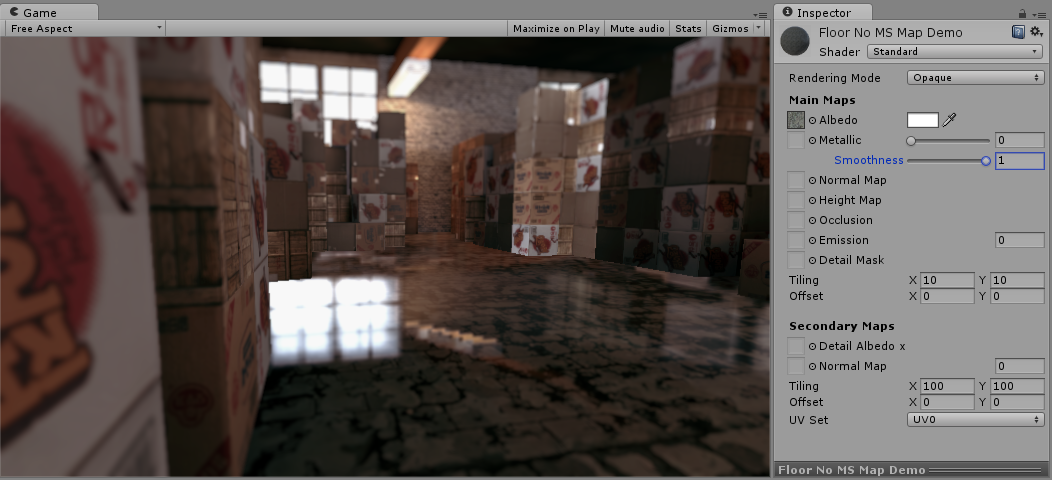 Game
Free Aspect
Maximize on Play
Mute audio
Stats
Gizmos
Inspector
Floor No MS Map Demo
Shader
Standard
Rendering Mode
Opaque
Main Maps
Albedo
Metallic
0
Smoothness
1
Normal Map
Height Map
Occlusion
Emission
0
Detail Mask
Tiling X 10 Y 10
Offset X 0 Y 0
Secondary Maps
Detail Albedo x
Normal Map
0
Tiling X 100 Y 100
Offset X 0 Y 0
UV Set
UV0
Floor No MS Map Demo